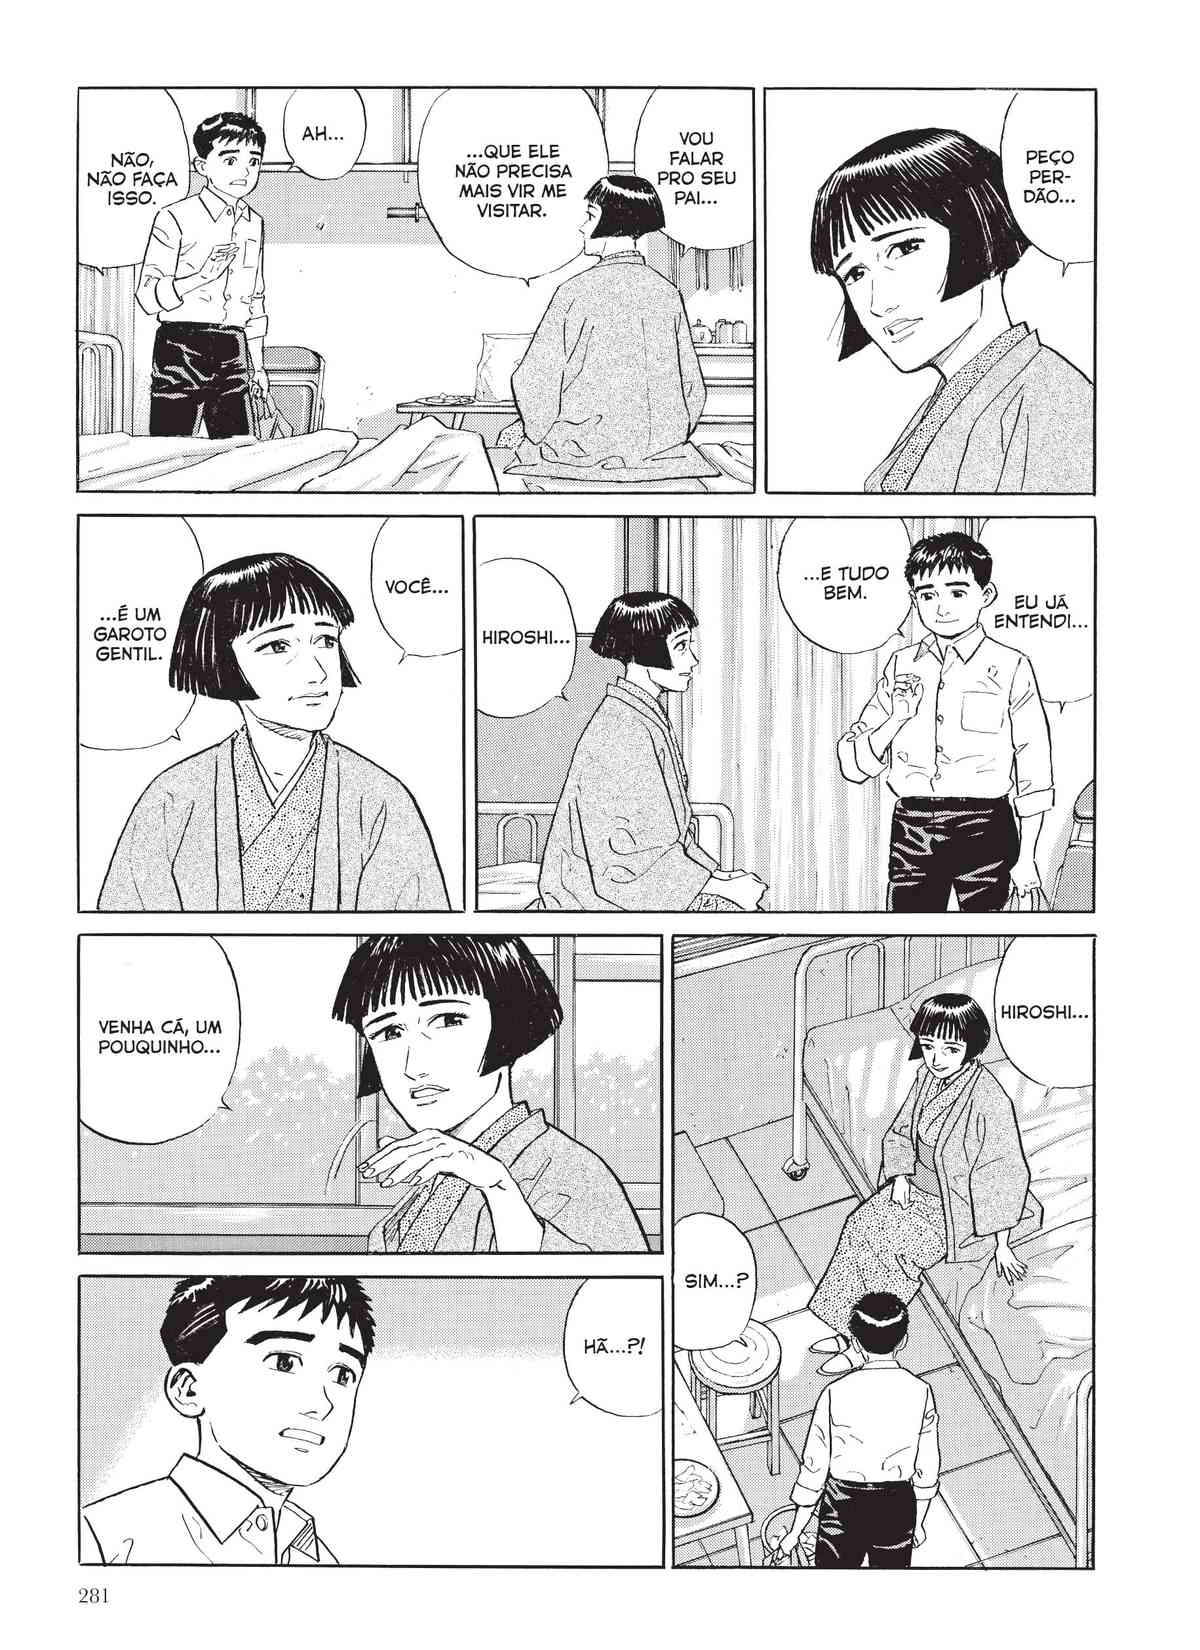 PEÇO
PER-
DÃO...
VOU
FALAR
PRO SEU
PAI...
...QUE ELE
NÃO PRECISA
MAIS VIR ME
VISITAR.
AH...
NÃO,
NÃO FAÇA
ISSO.
EU JÁ
ENTENDI...
...E TUDO
BEM.
HIROSHI...
VOCÊ...
...É UM
GAROTO
GENTIL.
HIROSHI...
SIM...?
VENHA CÁ, UM
POUQUINHO...
HÃ...?!
281